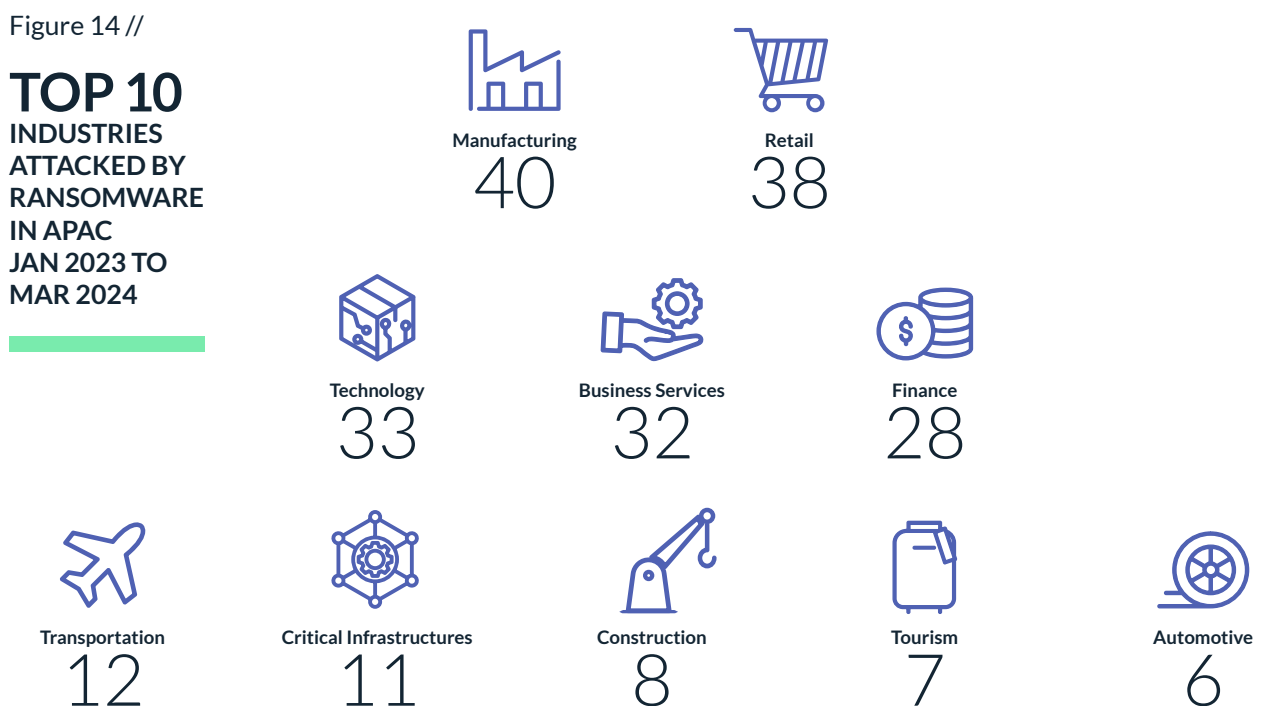 Figure 14 //
TOP 10
INDUSTRIES
ATTACKED BY
RANSOMWARE
IN APAC
JAN 2023 TO
MAR 2024
Manufacturing
40
Retail
38
Technology
33
Business Services
32
Finance
$
28
Transportation
12
Critical Infrastructures
11
Construction
8
Tourism
7
Automotive
6